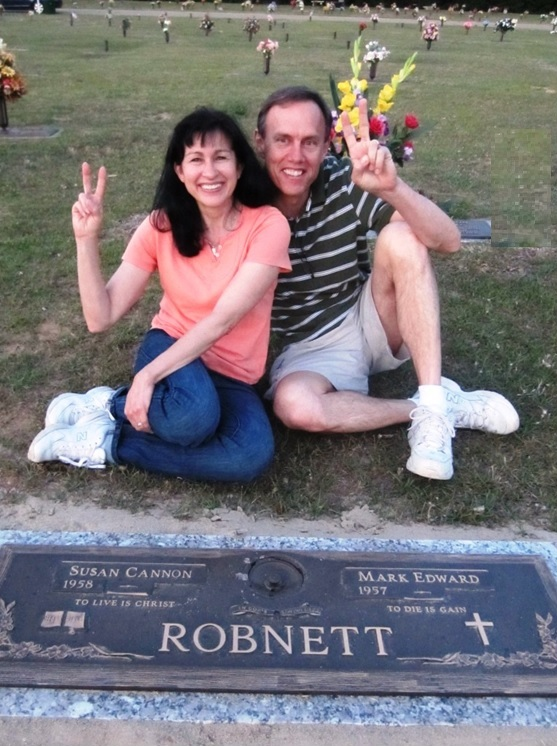 SUSAN CANNON
1958
TO LIVE IS CHRIST
MARK EDWARD
1957
TO DIE IS GAIN
ROBNETT